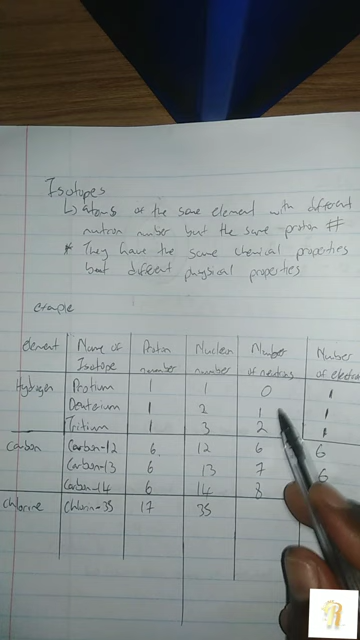 Isotopes
↳ atoms of the same element with different
nutron number but the same proton #
* They have the same chemical properties
but different physical properties
example
element Name of Isotope Proton number Nucleon number Number of neutrons Number of electron
Hydrogen Protium 1 1 0 1
Deuterium 1 2 1 1
Tritium 1 3 2 1
Carbon Carbon-12 6 12 6 6
Carbon-13 6 13 7 6
Carbon-14 6 14 8
Chlorine Chlorin-35 17 35